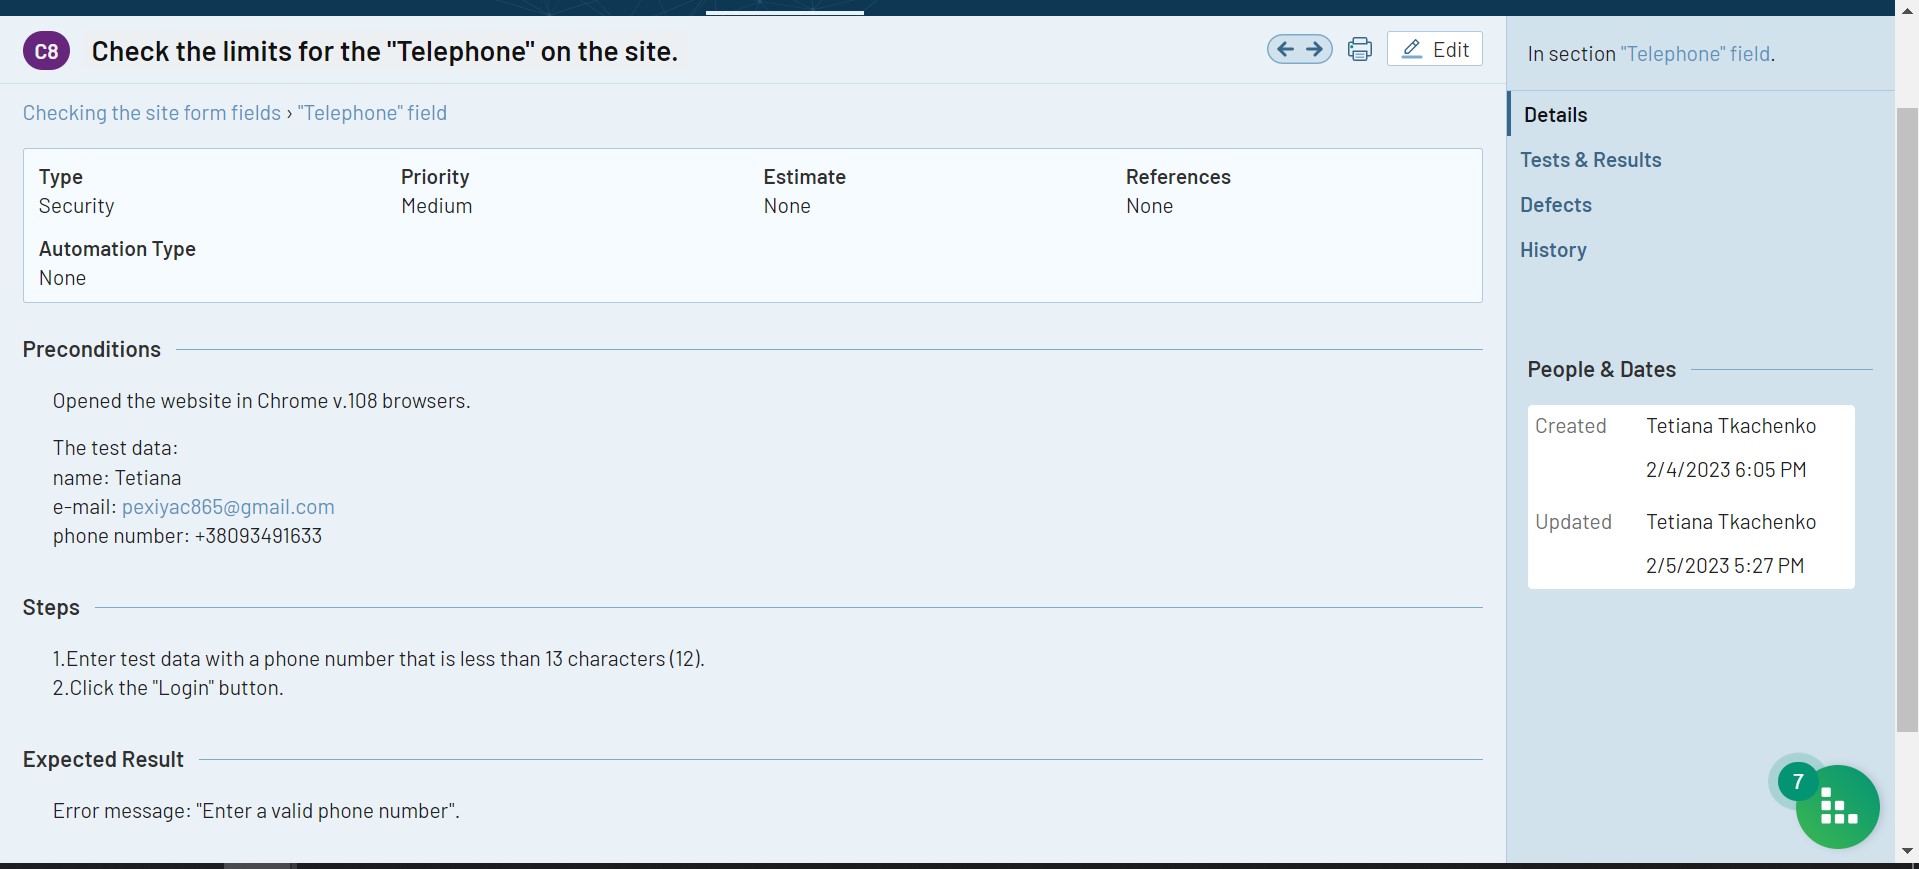 C8 Check the limits for the "Telephone" on the site.
Edit
Checking the site form fields › "Telephone" field
Type Priority Estimate References
Security Medium None None
Automation Type
None
Preconditions
Opened the website in Chrome v.108 browsers.
The test data:
name: Tetiana
e-mail: pexiyac865@gmail.com
phone number: +38093491633
Steps
1.Enter test data with a phone number that is less than 13 characters (12).
2.Click the "Login" button.
Expected Result
Error message: "Enter a valid phone number".
In section "Telephone" field.
Details
Tests & Results
Defects
History
People & Dates
Created Tetiana Tkachenko
2/4/2023 6:05 PM
Updated Tetiana Tkachenko
2/5/2023 5:27 PM
7